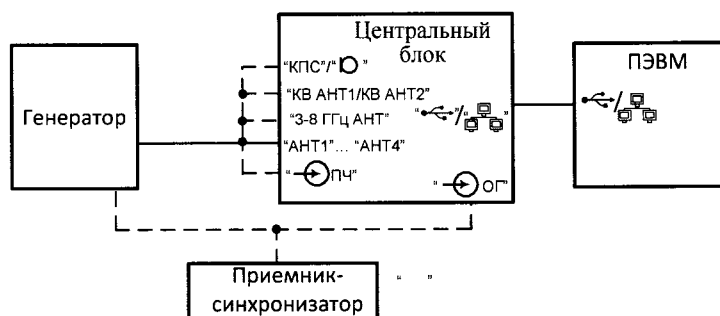 Генератор
Центральный
блок
"КПС"/" "
"КВ АНТ1/КВ АНТ2"
"3-8 ГГц АНТ"
"АНТ1"... "АНТ4"
" ПЧ"
" / "
" ОГ"
ПЭВМ
/
Приемник-
синхронизатор
" "